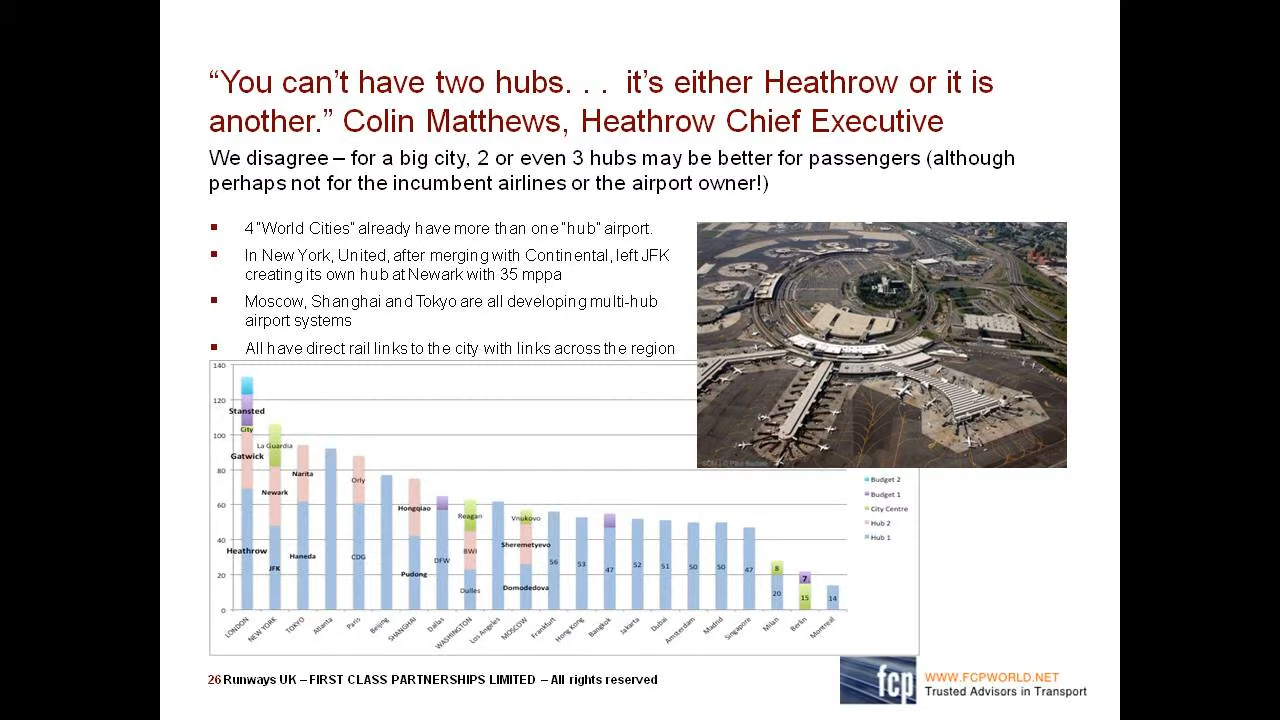 “You can’t have two hubs. . .  it’s either Heathrow or it is
another.” Colin Matthews, Heathrow Chief Executive
We disagree – for a big city, 2 or even 3 hubs may be better for passengers (although
perhaps not for the incumbent airlines or the airport owner!)
4 “World Cities” already have more than one “hub” airport.
In New York, United, after merging with Continental, left JFK
creating its own hub at Newark with 35 mppa
Moscow, Shanghai and Tokyo are all developing multi-hub
airport systems
All have direct rail links to the city with links across the region
140
120
100
80
60
40
20
0
Stansted
City
Gatwick
Heathrow
La Guardia
Newark
JFK
Narita
Haneda
Orly
CDG
Hongqiao
Pudong
DFW
Reagan
BWI
Dulles
Vnukovo
Sheremetyevo
Domodedova
56
53
47
52
51
50
50
47
8
20
7
15
14
LONDON
NEW YORK
TOKYO
Atlanta
Paris
Beijing
SHANGHAI
Dallas
WASHINGTON
Los Angeles
MOSCOW
Frankfurt
Hong Kong
Bangkok
Jakarta
Dubai
Amsterdam
Madrid
Singapore
Milan
Berlin
Montreal
Budget 2
Budget 1
City Centre
Hub 2
Hub 1
26 Runways UK – FIRST CLASS PARTNERSHIPS LIMITED – All rights reserved
fcp
WWW.FCPWORLD.NET
Trusted Advisors in Transport